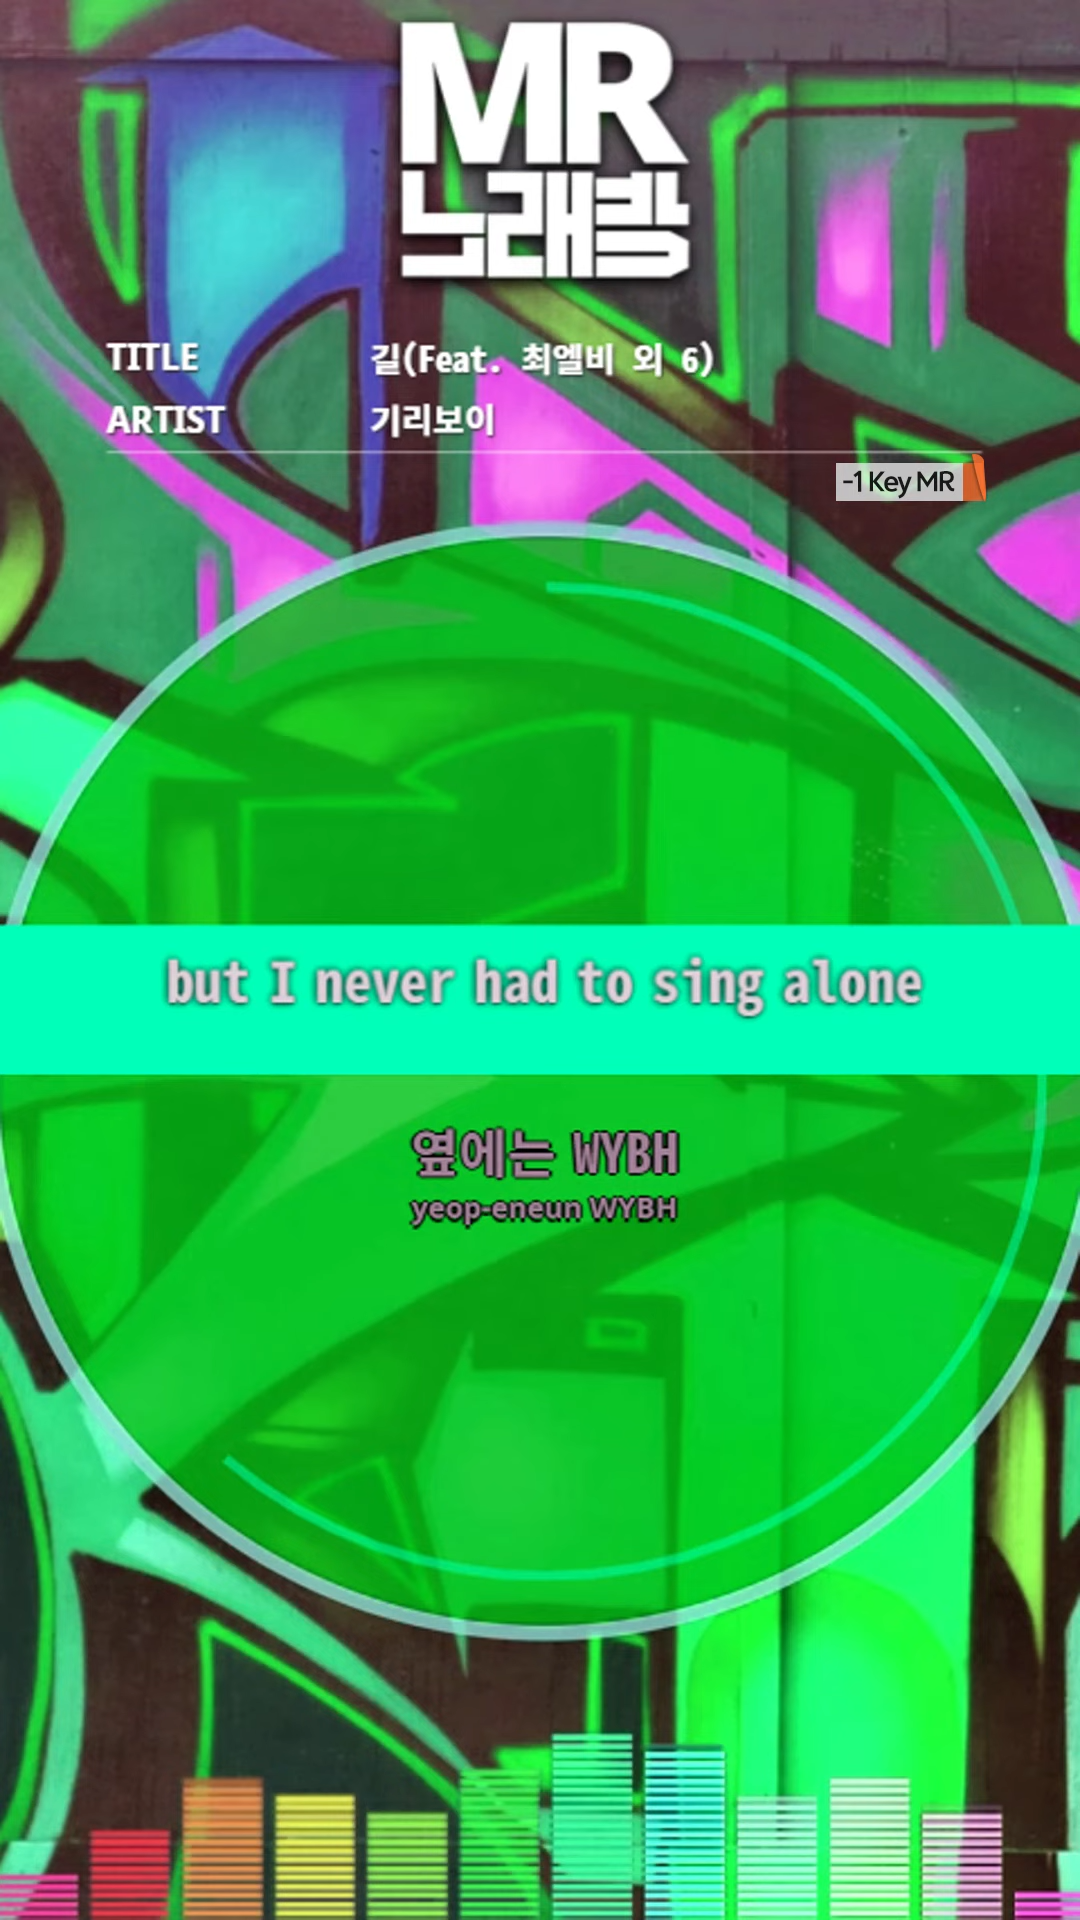 MR
노래방
TITLE 길(Feat. 최엘비 외 6)
ARTIST 기리보이
-1 Key MR
but I never had to sing alone
옆에는 WYBH
yeop-eneun WYBH